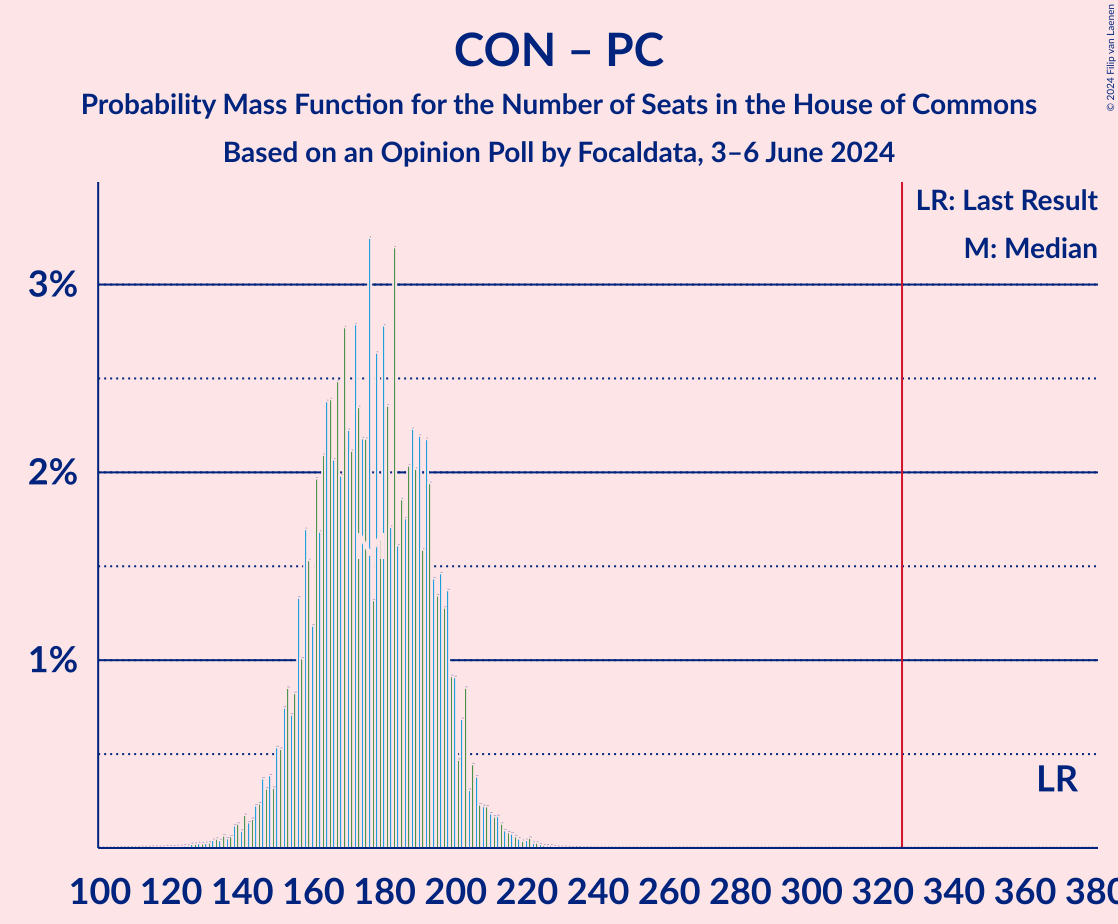 CON – PC
Probability Mass Function for the Number of Seats in the House of Commons
Based on an Opinion Poll by Focaldata, 3–6 June 2024
© 2024 Filip van Laenen
LR: Last Result
M: Median
3%
2%
1%
LR
100 120 140 160 180 200 220 240 260 280 300 320 340 360 380